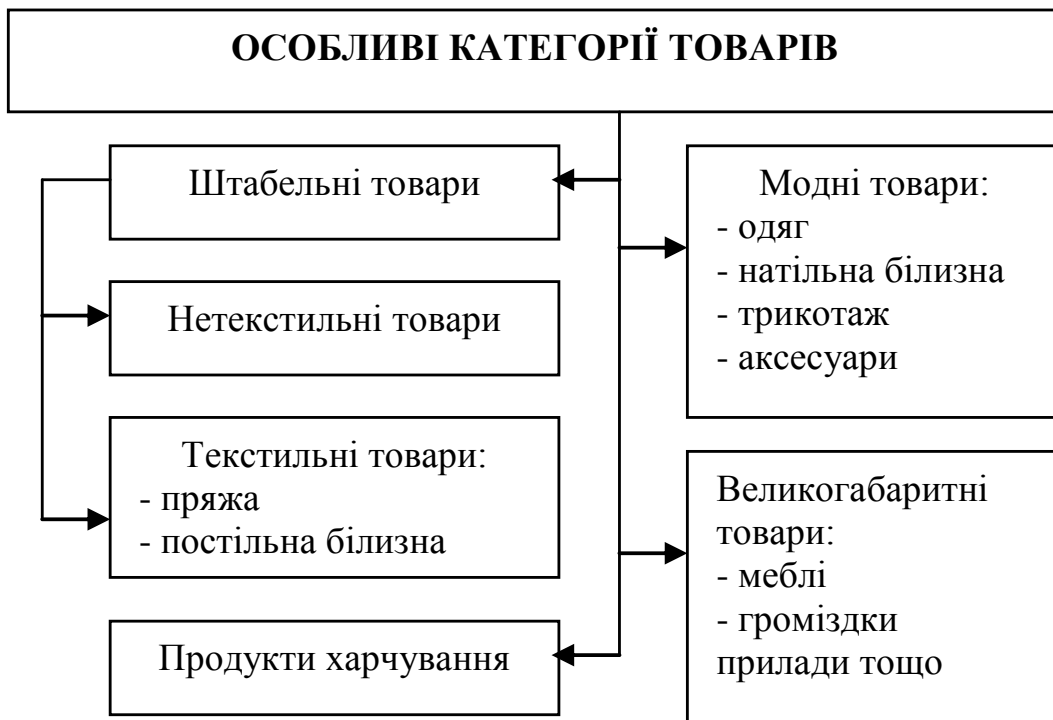 ОСОБЛИВІ КАТЕГОРІЇ ТОВАРІВ
Штабельні товари
Нетекстильні товари
Текстильні товари:
- пряжа
- постільна білизна
Продукти харчування
Модні товари:
- одяг
- натільна білизна
- трикотаж
- аксесуари
Великогабаритні
товари:
- меблі
- громіздки
прилади тощо